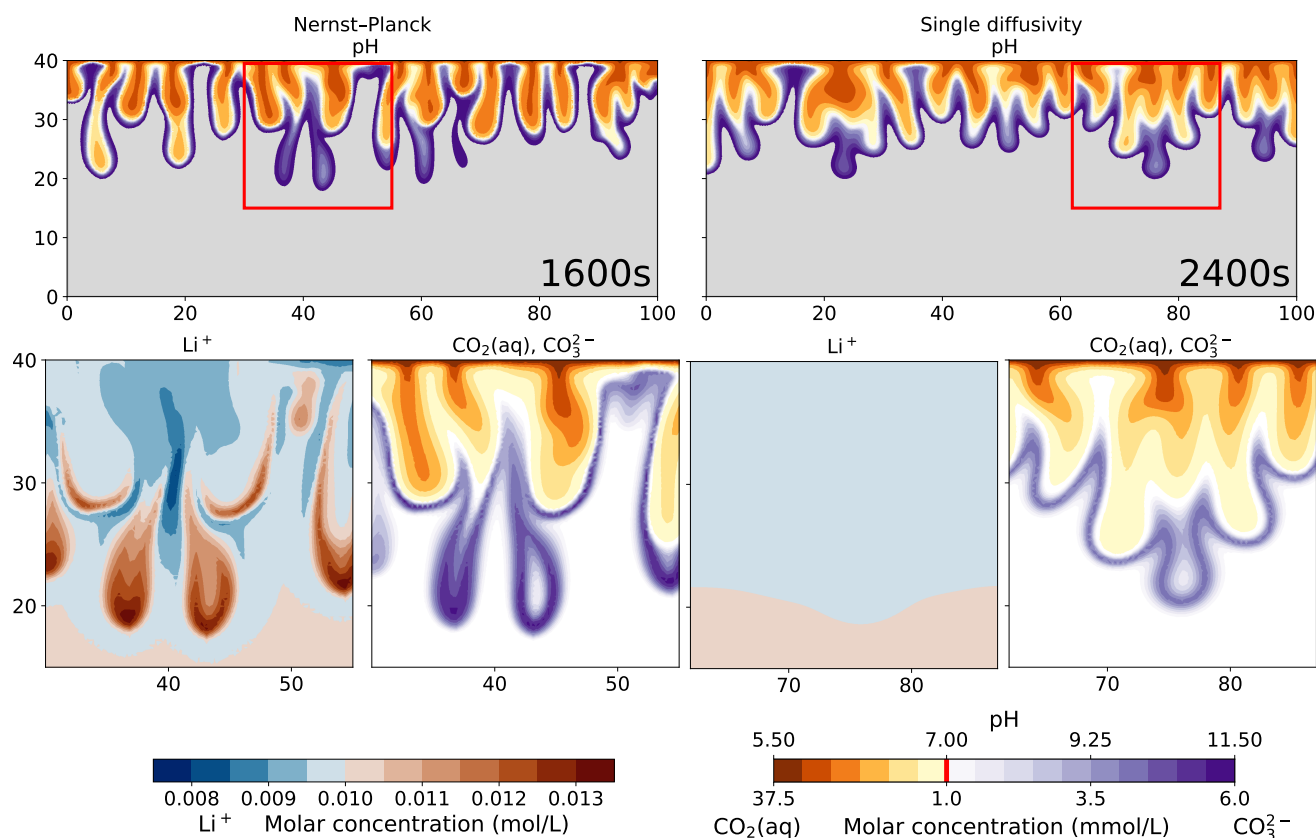 Nernst–Planck
pH
Single diffusivity
pH
40
30
20
10
0
0 20 40 60 80 100
1600s
0 20 40 60 80 100
2400s
Li⁺
CO₂(aq), CO₃²⁻
Li⁺
CO₂(aq), CO₃²⁻
40
30
20
40 50
40 50
70 80
70 80
0.008 0.009 0.010 0.011 0.012 0.013
Li⁺ Molar concentration (mol/L)
pH
5.50 7.00 9.25 11.50
37.5 1.0 3.5 6.0
CO₂(aq) Molar concentration (mmol/L) CO₃²⁻